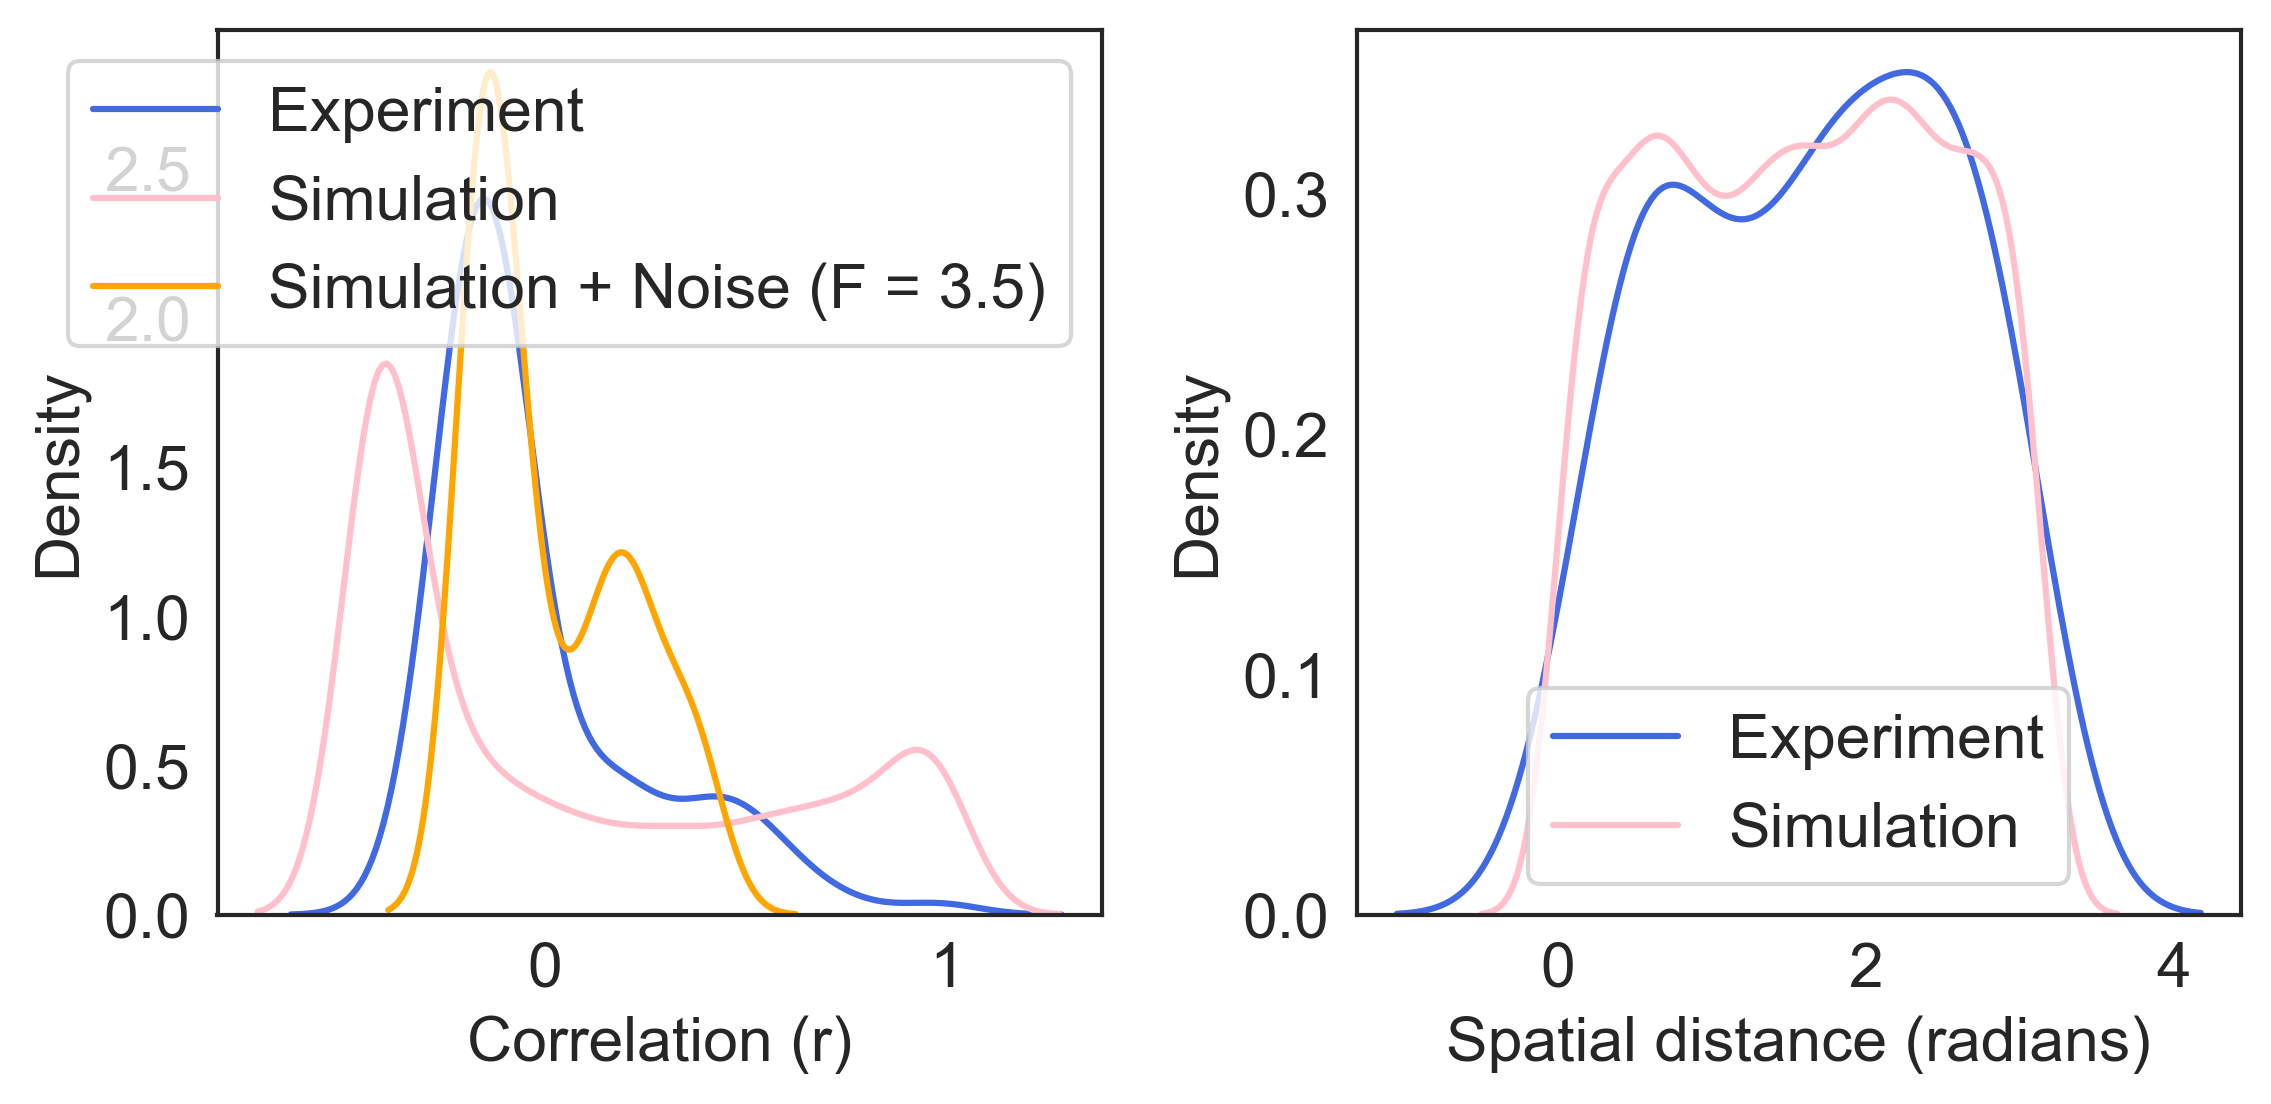 Experiment
Simulation
Simulation + Noise (F = 3.5)
2.5
2.0
1.5
1.0
0.5
0.0
Density
0 1
Correlation (r)
0.3
0.2
0.1
0.0
Density
Experiment
Simulation
0 2 4
Spatial distance (radians)